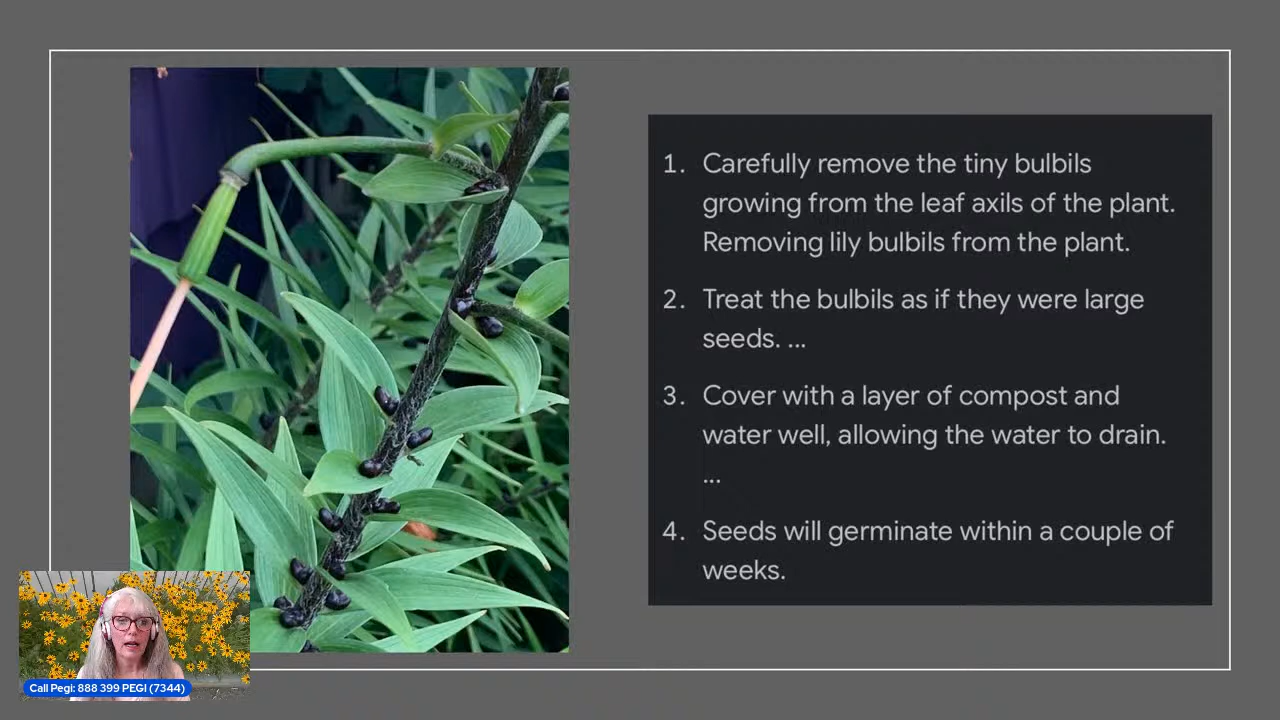 1. Carefully remove the tiny bulbils
growing from the leaf axils of the plant.
Removing lily bulbils from the plant.
2. Treat the bulbils as if they were large
seeds. ...
3. Cover with a layer of compost and
water well, allowing the water to drain.
...
4. Seeds will germinate within a couple of
weeks.
Call Pegi: 888 399 PEGI (7344)